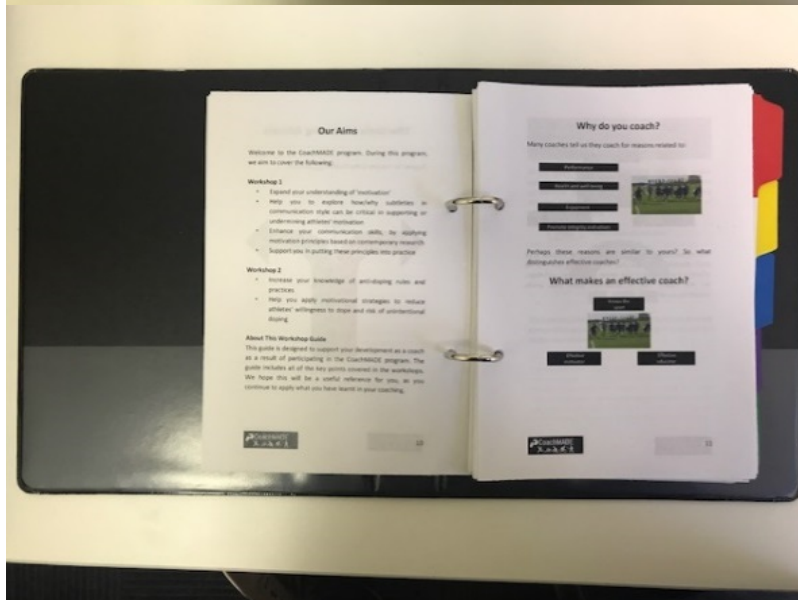 Our Aims
Welcome to the CoachMADE program. During this program,
we aim to cover the following:
Workshop 1
• Expand your understanding of 'motivation'
• Help you to explore how/why subtleties in
communication style can be critical in supporting or
undermining athletes' motivation
• Enhance your communication skills, by applying
motivation principles based on contemporary research
• Support you in putting these principles into practice
Workshop 2
• Increase your knowledge of anti-doping rules and
practices
• Help you apply motivational strategies to reduce
athletes' willingness to dope and risk of unintentional
doping
About This Workshop Guide
This guide is designed to support your development as a coach
as a result of participating in the CoachMADE program. The
guide includes all of the key points covered in the workshops.
We hope this will be a useful reference for you, as you
continue to apply what you have learnt in your coaching.
CoachMADE
10
Why do you coach?
Many coaches tell us they coach for reasons related to:
Performance
Health and well-being
Enjoyment
Perhaps these reasons are similar to yours? So what
distinguishes effective coaches?
What makes an effective coach?
Knows the
sport
Effective
motivator
Effective
educator
CoachMADE
11